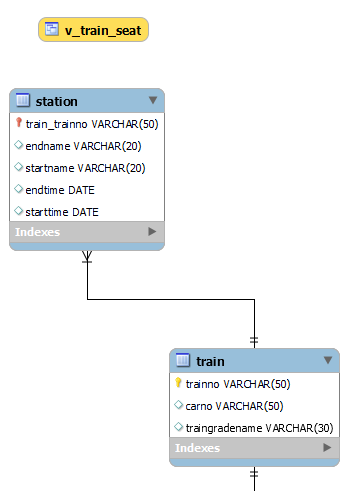 v_train_seat
station
train_trainno VARCHAR(50)
endname VARCHAR(20)
startname VARCHAR(20)
endtime DATE
starttime DATE
Indexes
train
trainno VARCHAR(50)
carno VARCHAR(50)
traingradename VARCHAR(30)
Indexes